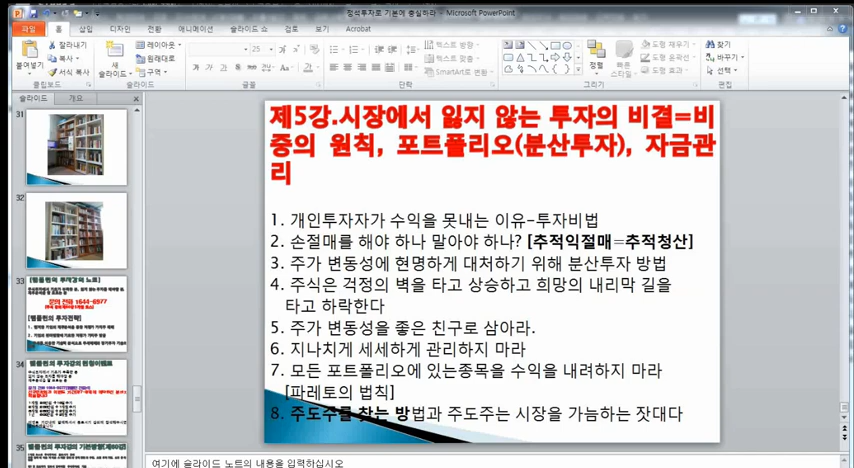 정석투자로 기본에 충실하라 - Microsoft PowerPoint
파일 홈 삽입 디자인 전환 애니메이션 슬라이드 쇼 검토 보기 Acrobat
붙여넣기
잘라내기
복사
서식 복사
클립보드
새 슬라이드
레이아웃
원래대로
구역
슬라이드
25
글꼴
텍스트 방향
텍스트 맞춤
SmartArt로 변환
단락
정렬
빠른 스타일
도형 채우기
도형 윤곽선
도형 효과
그리기
찾기
바꾸기
선택
편집
슬라이드 개요
31
32
33
문의 전화 1644-6977
34
35
제5강.시장에서 잃지 않는 투자의 비결=비
중의 원칙, 포트폴리오(분산투자), 자금관
리
1. 개인투자자가 수익을 못내는 이유-투자비법
2. 손절매를 해야 하나 말아야 하나? [추적익절매=추적청산]
3. 주가 변동성에 현명하게 대처하기 위해 분산투자 방법
4. 주식은 걱정의 벽을 타고 상승하고 희망의 내리막 길을
타고 하락한다
5. 주가 변동성을 좋은 친구로 삼아라.
6. 지나치게 세세하게 관리하지 마라
7. 모든 포트폴리오에 있는종목을 수익을 내려하지 마라
[파레토의 법칙]
8. 주도주를 찾는 방법과 주도주는 시장을 가늠하는 잣대다
여기에 슬라이드 노트의 내용을 입력하십시오